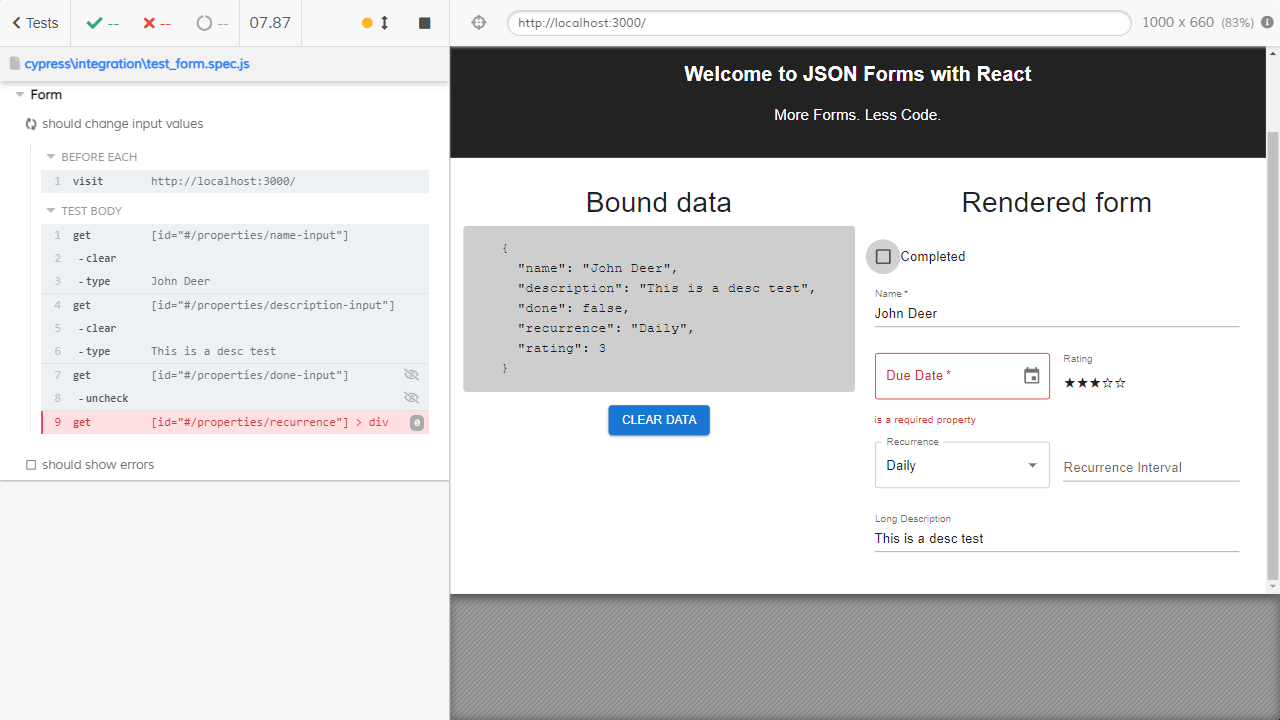 Tests -- -- -- 07.87
http://localhost:3000/ 1000 x 660 (83%)
cypress\integration\test_form.spec.js
Form
should change input values
BEFORE EACH
1 visit http://localhost:3000/
TEST BODY
1 get [id="#/properties/name-input"]
2 -clear
3 -type John Deer
4 get [id="#/properties/description-input"]
5 -clear
6 -type This is a desc test
7 get [id="#/properties/done-input"]
8 -uncheck
9 get [id="#/properties/recurrence"] > div 0
should show errors
Welcome to JSON Forms with React
More Forms. Less Code.
Bound data
{
"name": "John Deer",
"description": "This is a desc test",
"done": false,
"recurrence": "Daily",
"rating": 3
}
CLEAR DATA
Rendered form
Completed
Name *
John Deer
Due Date *
Rating
is a required property
Recurrence
Daily
Recurrence Interval
Long Description
This is a desc test